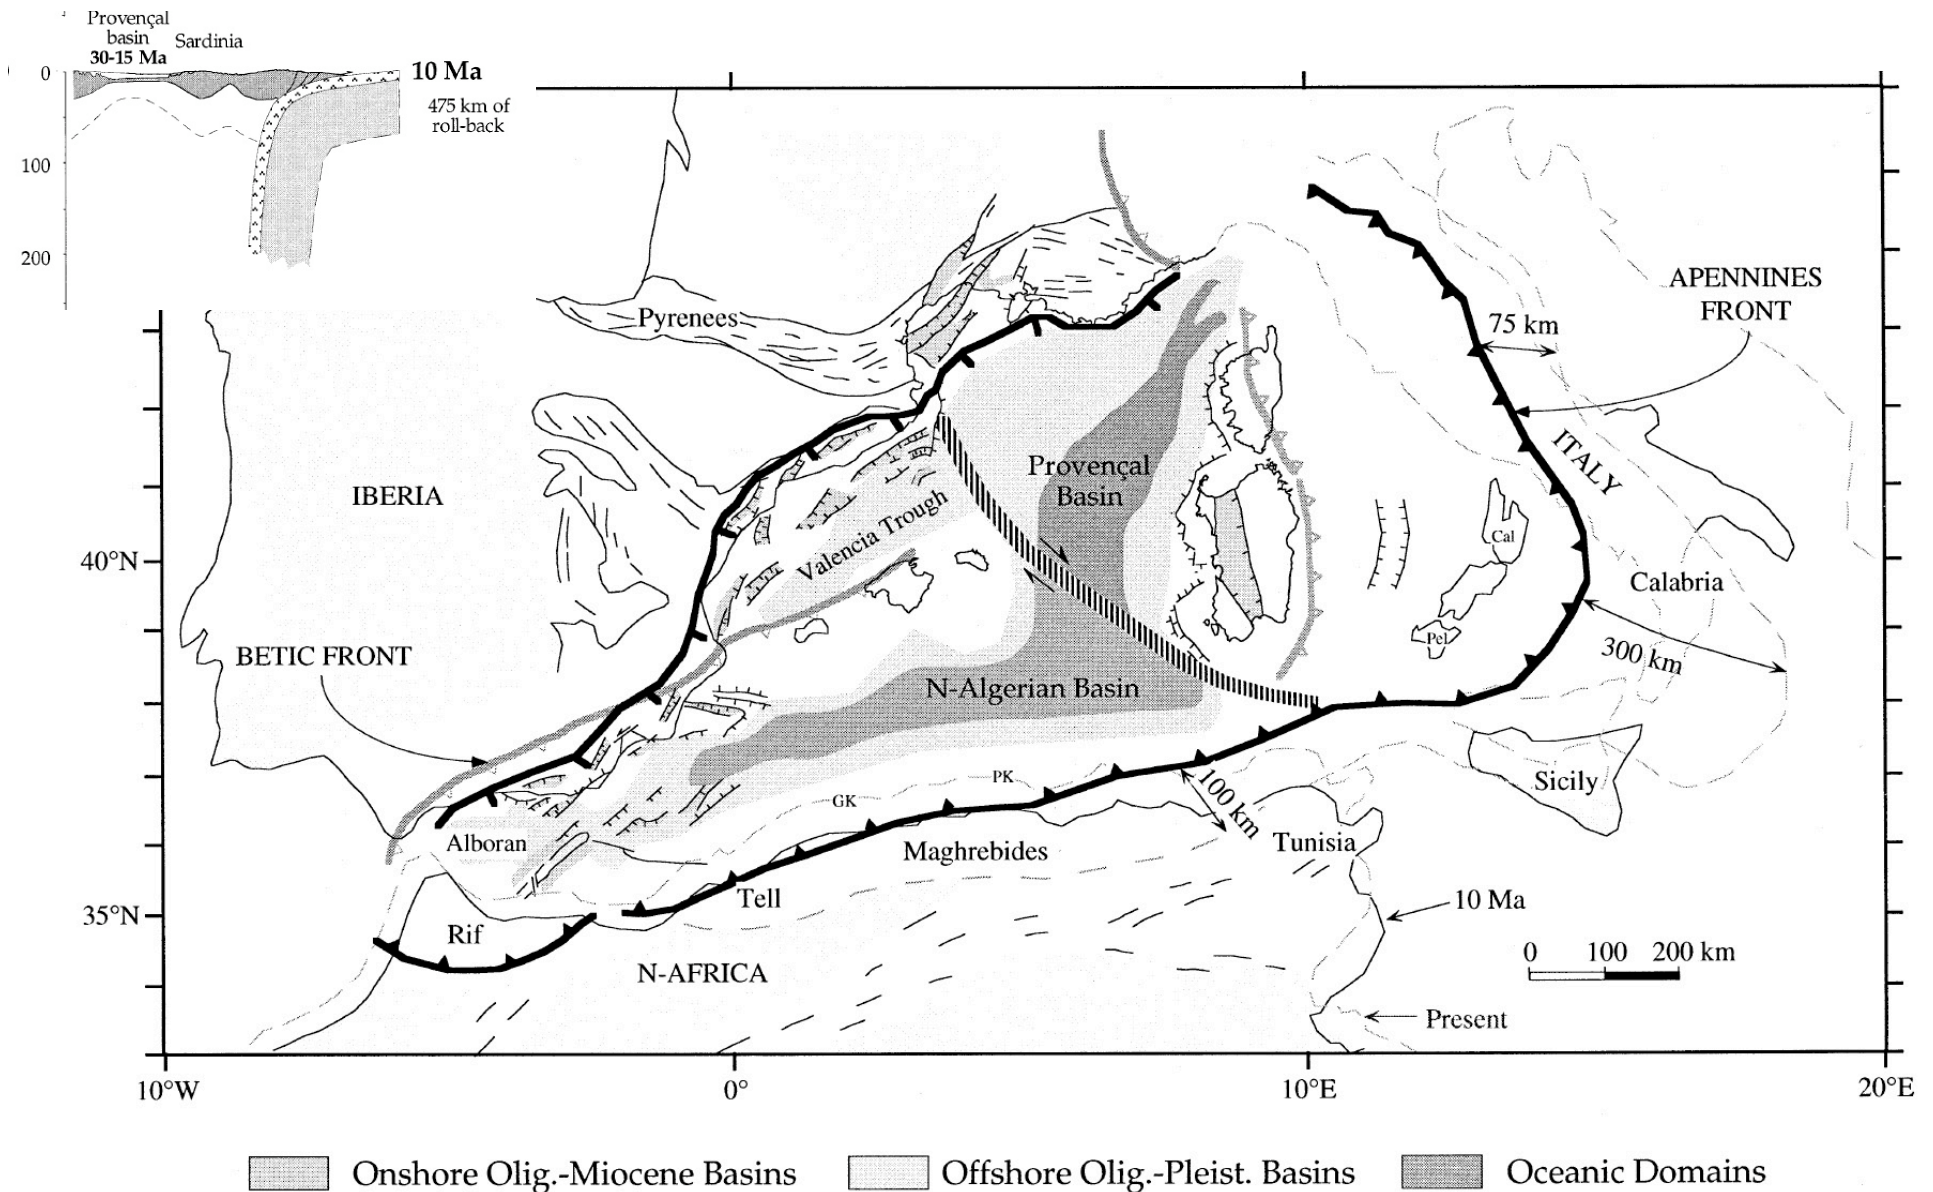 Provençal
basin
30-15 Ma
Sardinia
0
100
200
10 Ma
475 km of
roll-back
APENNINES
FRONT
75 km
Pyrenees
IBERIA
Provençal
Basin
ITALY
Valencia Trough
Cal
40°N
Calabria
Pel
BETIC FRONT
300 km
N-Algerian Basin
PK
GK
100 km
Sicily
Alboran
Maghrebides
Tunisia
Tell
10 Ma
35°N
Rif
N-AFRICA
0 100 200 km
Present
10°W 0° 10°E 20°E
Onshore Olig.-Miocene Basins
Offshore Olig.-Pleist. Basins
Oceanic Domains